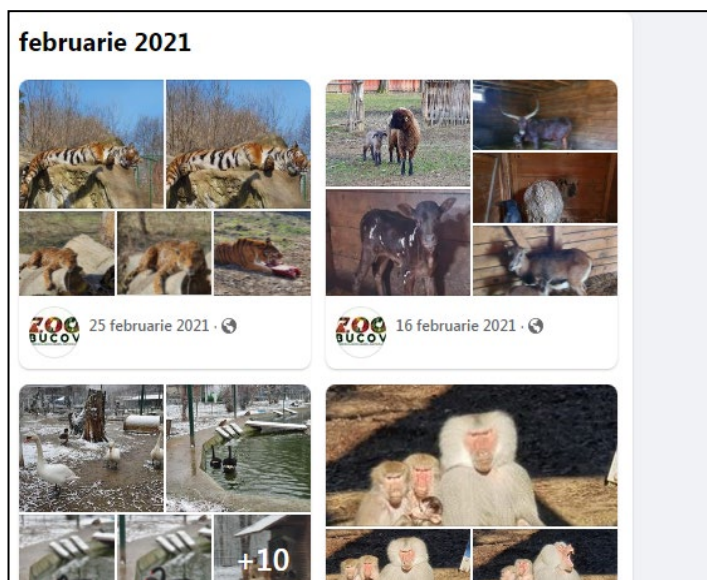 februarie 2021
ZOO
BUCOV
25 februarie 2021 ·
ZOO
BUCOV
16 februarie 2021 ·
+10